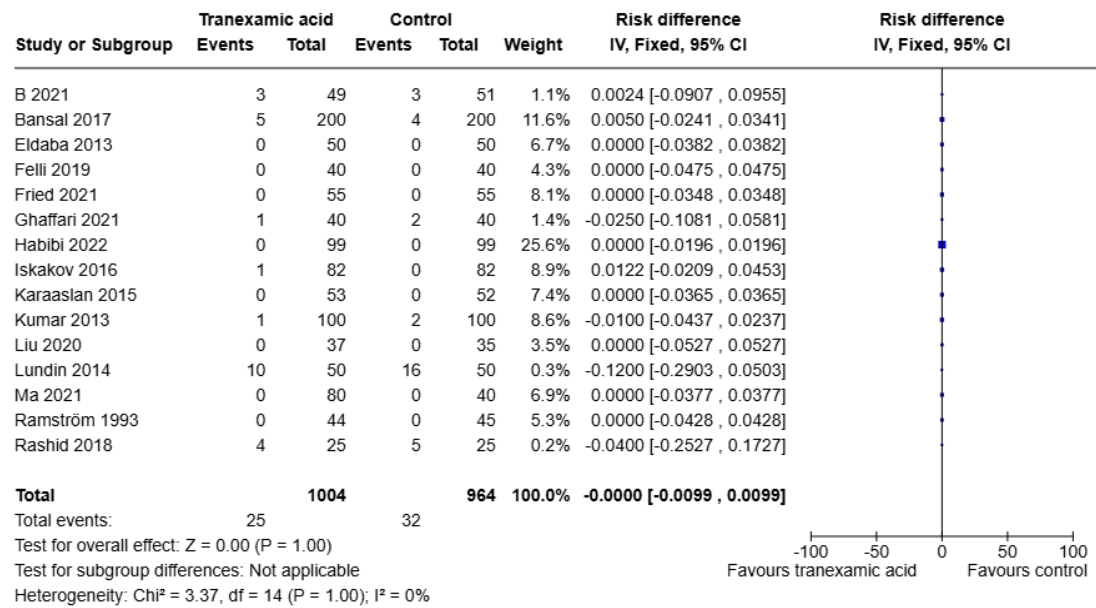 Tranexamic acid Control Risk difference Risk difference
Study or Subgroup Events Total Events Total Weight IV, Fixed, 95% CI IV, Fixed, 95% CI
B 2021 3 49 3 51 1.1% 0.0024 [-0.0907 , 0.0955]
Bansal 2017 5 200 4 200 11.6% 0.0050 [-0.0241 , 0.0341]
Eldaba 2013 0 50 0 50 6.7% 0.0000 [-0.0382 , 0.0382]
Felli 2019 0 40 0 40 4.3% 0.0000 [-0.0475 , 0.0475]
Fried 2021 0 55 0 55 8.1% 0.0000 [-0.0348 , 0.0348]
Ghaffari 2021 1 40 2 40 1.4% -0.0250 [-0.1081 , 0.0581]
Habibi 2022 0 99 0 99 25.6% 0.0000 [-0.0196 , 0.0196]
Iskakov 2016 1 82 0 82 8.9% 0.0122 [-0.0209 , 0.0453]
Karaaslan 2015 0 53 0 52 7.4% 0.0000 [-0.0365 , 0.0365]
Kumar 2013 1 100 2 100 8.6% -0.0100 [-0.0437 , 0.0237]
Liu 2020 0 37 0 35 3.5% 0.0000 [-0.0527 , 0.0527]
Lundin 2014 10 50 16 50 0.3% -0.1200 [-0.2903 , 0.0503]
Ma 2021 0 80 0 40 6.9% 0.0000 [-0.0377 , 0.0377]
Ramström 1993 0 44 0 45 5.3% 0.0000 [-0.0428 , 0.0428]
Rashid 2018 4 25 5 25 0.2% -0.0400 [-0.2527 , 0.1727]
Total 1004 964 100.0% -0.0000 [-0.0099 , 0.0099]
Total events: 25 32
Test for overall effect: Z = 0.00 (P = 1.00)
Test for subgroup differences: Not applicable
Heterogeneity: Chi² = 3.37, df = 14 (P = 1.00); I² = 0%
-100 -50 0 50 100
Favours tranexamic acid Favours control